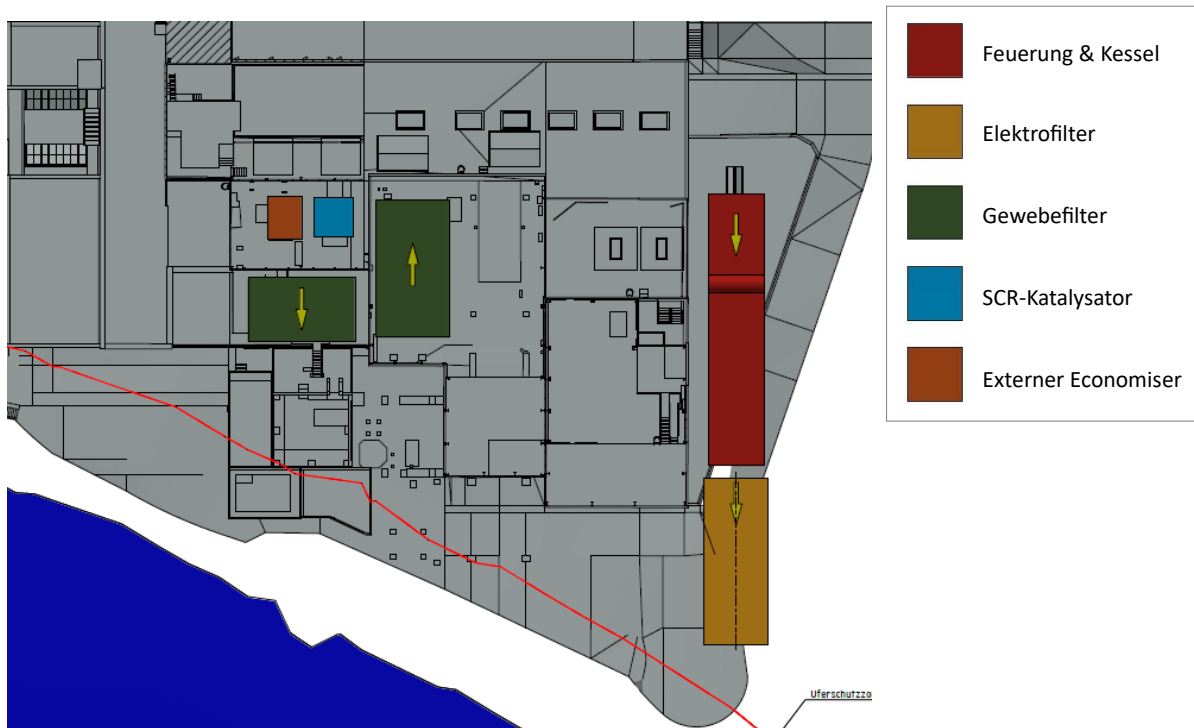 Feuerung & Kessel
Elektrofilter
Gewebefilter
SCR-Katalysator
Externer Economiser
Uferschutzzo